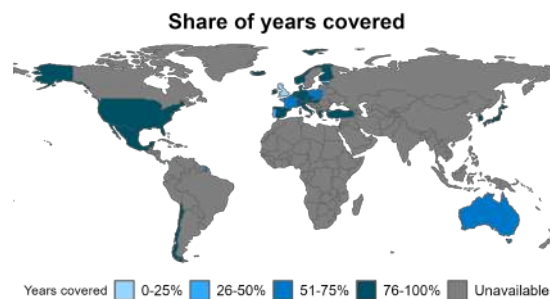 Share of years covered
Years covered 0-25% 26-50% 51-75% 76-100% Unavailable